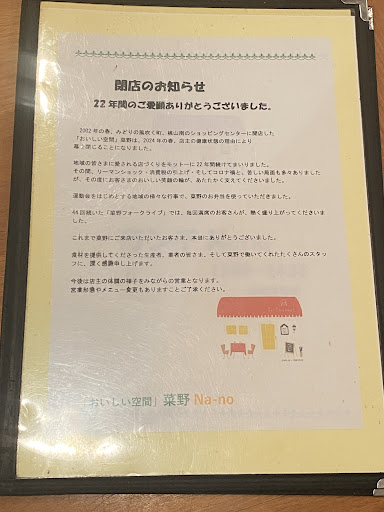 閉店のお知らせ
22年間のご愛顧ありがとうございました。
2002年の春、みどりの風吹く町、横山南のショッピングセンターに開店した
「おいしい空間」菜野は、2024年の春、店主の健康状態の理由により
幕を閉じることになりました。
地域の皆さまに愛される店づくりをモットーに22年間続けてまいりました。
その間、リーマンショック・消費税の引上げ・そしてコロナ禍と、苦しい局面も多々ありました
が、その度にお客さまのおいしい笑顔の輪が、あたたかく支えてくださいました。
運動会をはじめとする地域の様々な行事で、菜野のお弁当を使っていただきました。
44回続いた「菜野フォークライブ」では、毎回満席のお客さんが、熱く盛り上がってくださいま
した。
これまで菜野にご来店いただいたお客さま、本当にありがとうございました。
食材を提供してくださった生産者、業者の皆さま、そして菜野で働いてくれたたくさんのスタッ
フに、深く感謝申し上げます。
今後は店主の体調の様子をみながらの営業となります。
営業形態やメニュー変更もありますことご了承ください。
「おいしい空間」菜野 Na-no